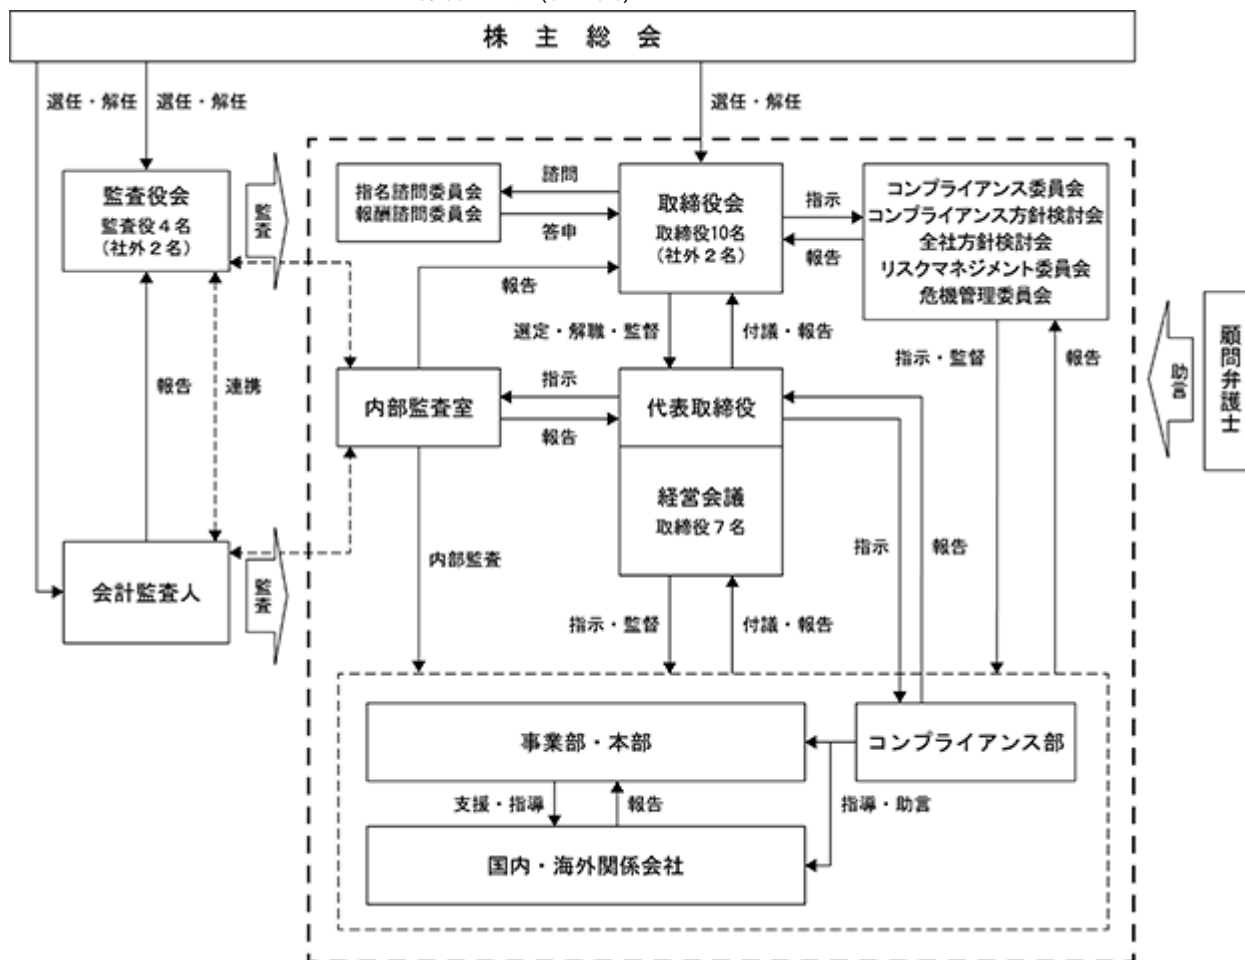 株主総会
選任・解任
選任・解任
選任・解任
監査役会
監査役4名
(社外2名)
監査
指名諮問委員会
報酬諮問委員会
諮問
答申
取締役会
取締役10名
(社外2名)
指示
報告
コンプライアンス委員会
コンプライアンス方針検討会
全社方針検討会
リスクマネジメント委員会
危機管理委員会
報告
選定・解職・監督
付議・報告
指示・監督
報告
助言
顧問弁護士
報告
連携
内部監査室
指示
報告
代表取締役
経営会議
取締役7名
会計監査人
監査
内部監査
指示
報告
指示・監督
付議・報告
事業部・本部
コンプライアンス部
支援・指導
報告
指導・助言
国内・海外関係会社